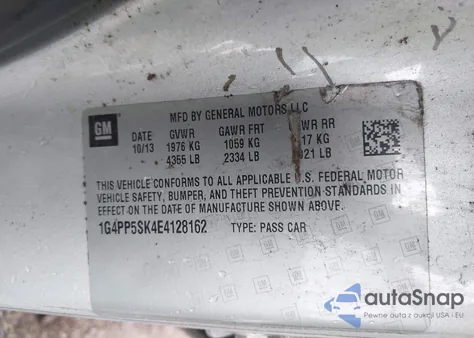 MFD BY GENERAL MOTORS LLC
GM
DATE GVWR GAWR FRT GAWR RR
10/13 1976 KG 1059 KG 17 KG
4355 LB 2334 LB 21 LB
THIS VEHICLE CONFORMS TO ALL APPLICABLE U.S. FEDERAL MOTOR
VEHICLE SAFETY, BUMPER, AND THEFT PREVENTION STANDARDS IN
EFFECT ON THE DATE OF MANUFACTURE SHOWN ABOVE.
1G4PP5SK4E4128162 TYPE: PASS CAR
autoSnap
Pewne auta z aukcji USA - EU